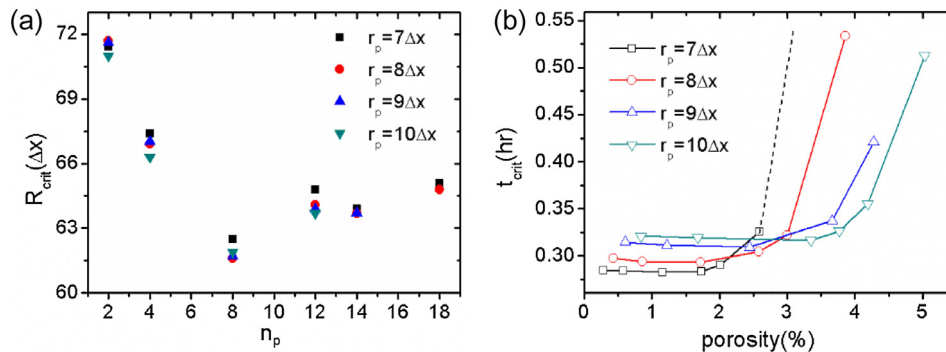 (a)
72
69
66
63
60
R_crit(Δx)
2 4 6 8 10 12 14 16 18
n_p
r_p=7Δx
r_p=8Δx
r_p=9Δx
r_p=10Δx
(b)
0.55
0.50
0.45
0.40
0.35
0.30
0.25
t_crit(hr)
0 1 2 3 4 5
porosity(%)
r_p=7Δx
r_p=8Δx
r_p=9Δx
r_p=10Δx